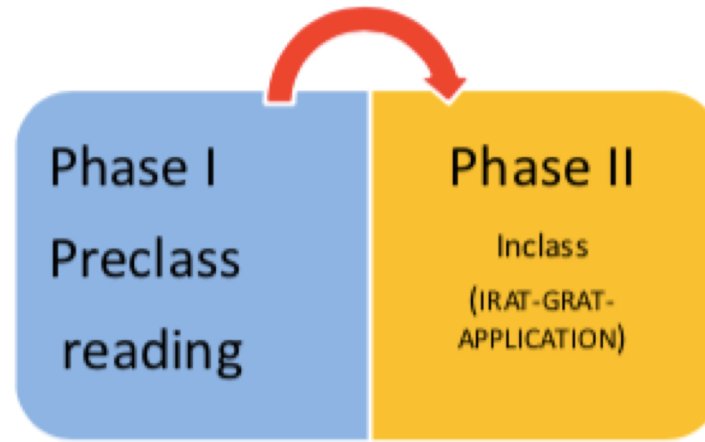 Phase I
Preclass
reading
Phase II
Inclass
(IRAT-GRAT-
APPLICATION)